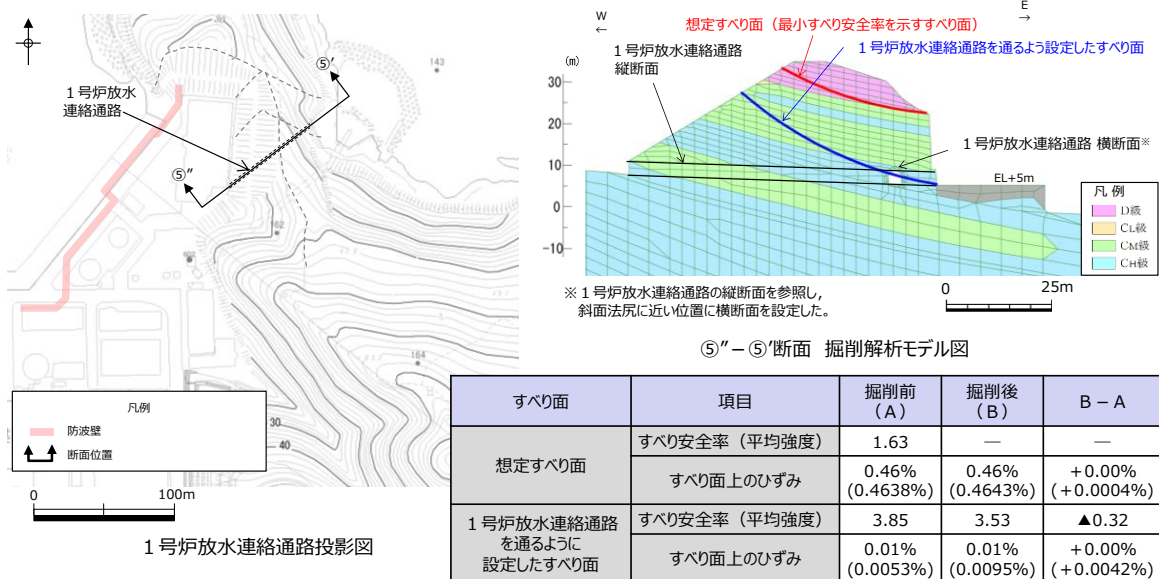 143
⑤′
1号炉放水
連絡通路
⑤″
162
164
30
40
凡例
防波壁
断面位置
0 100m
1号炉放水連絡通路投影図
W
←
E
→
想定すべり面（最小すべり安全率を示すすべり面）
1号炉放水連絡通路を通るよう設定したすべり面
1号炉放水連絡通路
縦断面
(m)
30
20
10
0
-10
1号炉放水連絡通路 横断面※
EL+5m
凡 例
D級
CL級
CM級
CH級
※ 1号炉放水連絡通路の縦断面を参照し，
斜面法尻に近い位置に横断面を設定した。
0 25m
⑤″－⑤′断面 掘削解析モデル図
すべり面 項目 掘削前（A） 掘削後（B） B－A
想定すべり面 すべり安全率（平均強度） 1.63 — —
すべり面上のひずみ 0.46% (0.4638%) 0.46% (0.4643%) +0.00% (+0.0004%)
1号炉放水連絡通路を通るように設定したすべり面 すべり安全率（平均強度） 3.85 3.53 ▲0.32
すべり面上のひずみ 0.01% (0.0053%) 0.01% (0.0095%) +0.00% (+0.0042%)